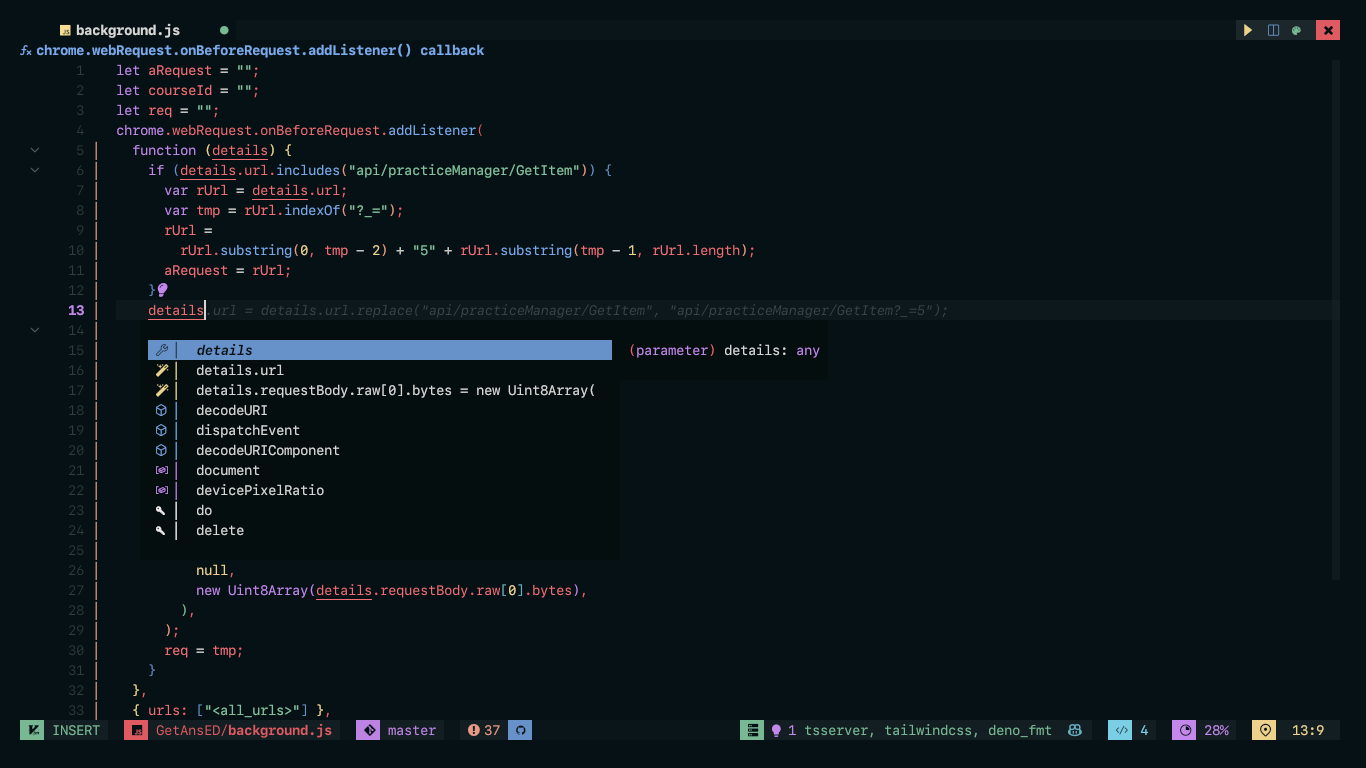 background.js
chrome.webRequest.onBeforeRequest.addListener() callback
1 let aRequest = "";
2 let courseId = "";
3 let req = "";
4 chrome.webRequest.onBeforeRequest.addListener(
5 function (details) {
6 if (details.url.includes("api/practiceManager/GetItem")) {
7 var rUrl = details.url;
8 var tmp = rUrl.indexOf("?_=");
9 rUrl =
10 rUrl.substring(0, tmp - 2) + "5" + rUrl.substring(tmp - 1, rUrl.length);
11 aRequest = rUrl;
12 }
13 details.url = details.url.replace("api/practiceManager/GetItem", "api/practiceManager/GetItem?_=5");
14
15 details (parameter) details: any
16 details.url
17 details.requestBody.raw[0].bytes = new Uint8Array(
18 decodeURI
19 dispatchEvent
20 decodeURIComponent
21 document
22 devicePixelRatio
23 do
24 delete
25
26 null,
27 new Uint8Array(details.requestBody.raw[0].bytes),
28 ),
29 );
30 req = tmp;
31 }
32 },
33 { urls: ["<all_urls>"] },
INSERT JS GetAnsED/background.js master 37 1 tsserver, tailwindcss, deno_fmt 4 28% 13:9